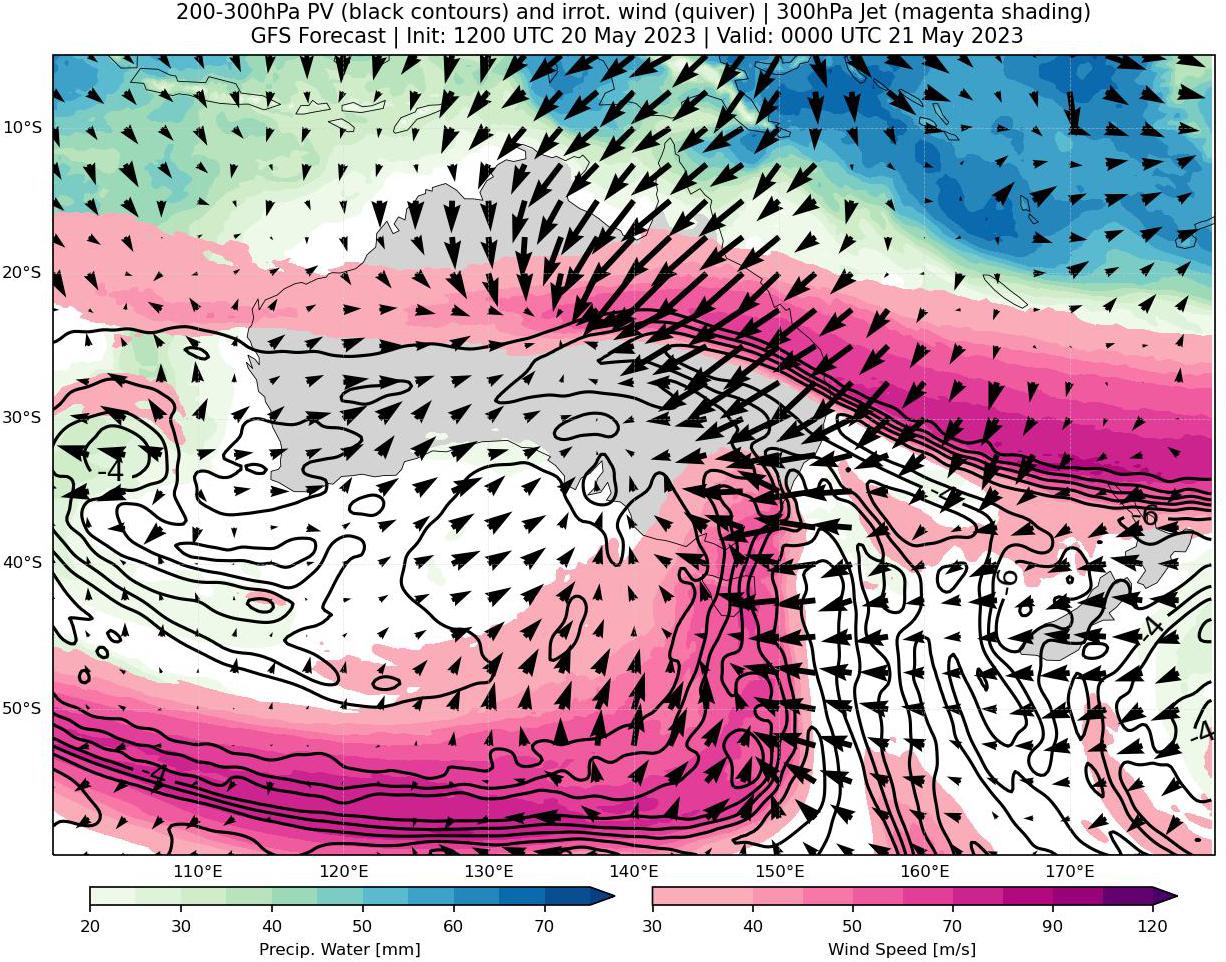 200-300hPa PV (black contours) and irrot. wind (quiver) | 300hPa Jet (magenta shading)
GFS Forecast | Init: 1200 UTC 20 May 2023 | Valid: 0000 UTC 21 May 2023
10°S
20°S
30°S
-4
-4
-6
40°S
-6
-4
50°S
-4
-4
110°E 120°E 130°E 140°E 150°E 160°E 170°E
20 30 40 50 60 70 30 40 50 70 90 120
Precip. Water [mm] Wind Speed [m/s]